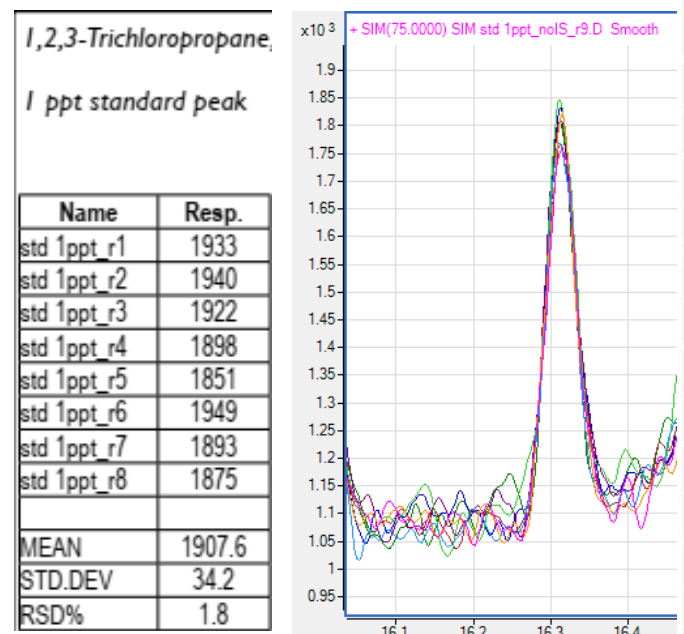 1,2,3-Trichloropropane,
1 ppt standard peak
Name Resp.
std 1ppt_r1 1933
std 1ppt_r2 1940
std 1ppt_r3 1922
std 1ppt_r4 1898
std 1ppt_r5 1851
std 1ppt_r6 1949
std 1ppt_r7 1893
std 1ppt_r8 1875
MEAN 1907.6
STD.DEV 34.2
RSD% 1.8
x10 3 + SIM(75.0000) SIM std 1ppt_noIS_r9.D Smooth
1.9
1.85
1.8
1.75
1.7
1.65
1.6
1.55
1.5
1.45
1.4
1.35
1.3
1.25
1.2
1.15
1.1
1.05
1
0.95
16.1 16.2 16.3 16.4